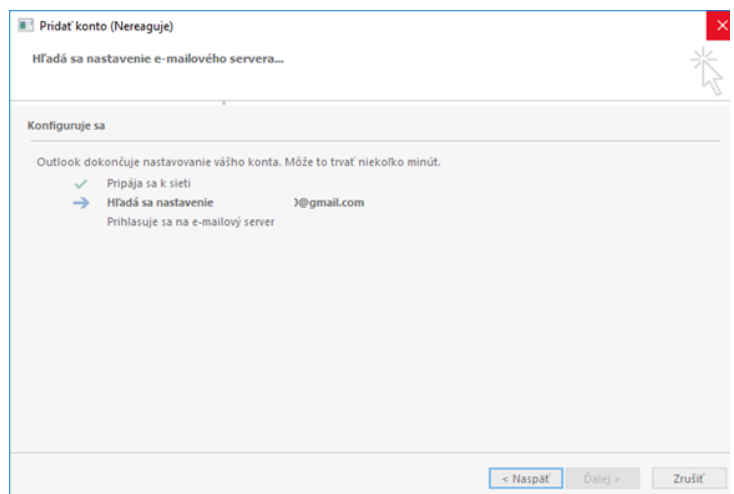 Pridať konto (Nereaguje)
Hľadá sa nastavenie e-mailového servera...
Konfiguruje sa
Outlook dokončuje nastavovanie vášho konta. Môže to trvať niekoľko minút.
Pripája sa k sieti
Hľadá sa nastavenie @gmail.com
Prihlasuje sa na e-mailový server
< Naspäť Ďalej > Zrušiť